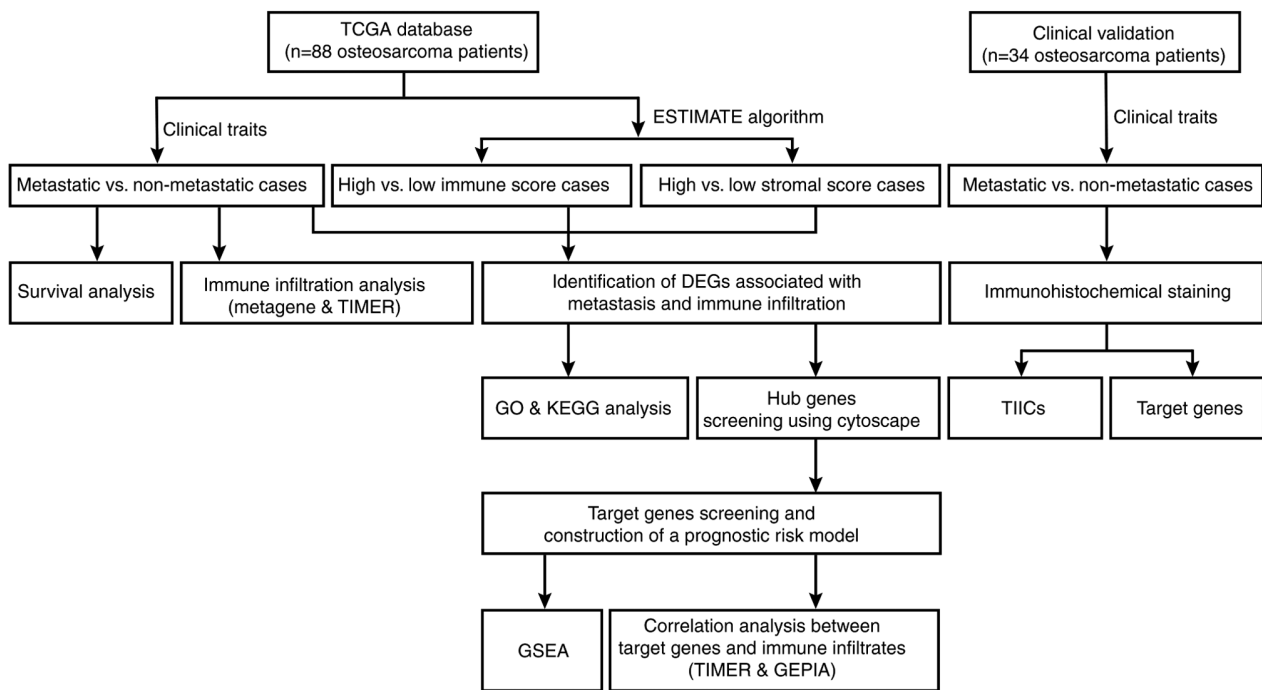 TCGA database
(n=88 osteosarcoma patients)
Clinical validation
(n=34 osteosarcoma patients)
Clinical traits
ESTIMATE algorithm
Clinical traits
Metastatic vs. non-metastatic cases
High vs. low immune score cases
High vs. low stromal score cases
Metastatic vs. non-metastatic cases
Survival analysis
Immune infiltration analysis
(metagene & TIMER)
Identification of DEGs associated with
metastasis and immune infiltration
Immunohistochemical staining
GO & KEGG analysis
Hub genes
screening using cytoscape
TIICs
Target genes
Target genes screening and
construction of a prognostic risk model
GSEA
Correlation analysis between
target genes and immune infiltrates
(TIMER & GEPIA)